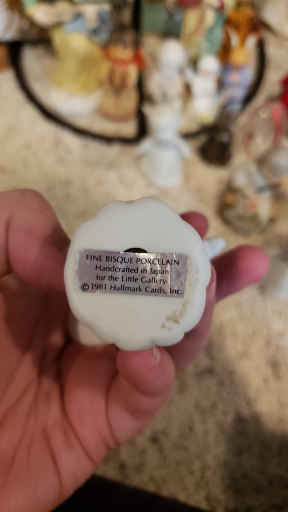 FINE BISQUE PORCELAIN
Handcrafted in Japan
for the Little Gallery
©1981 Hallmark Cards, Inc.